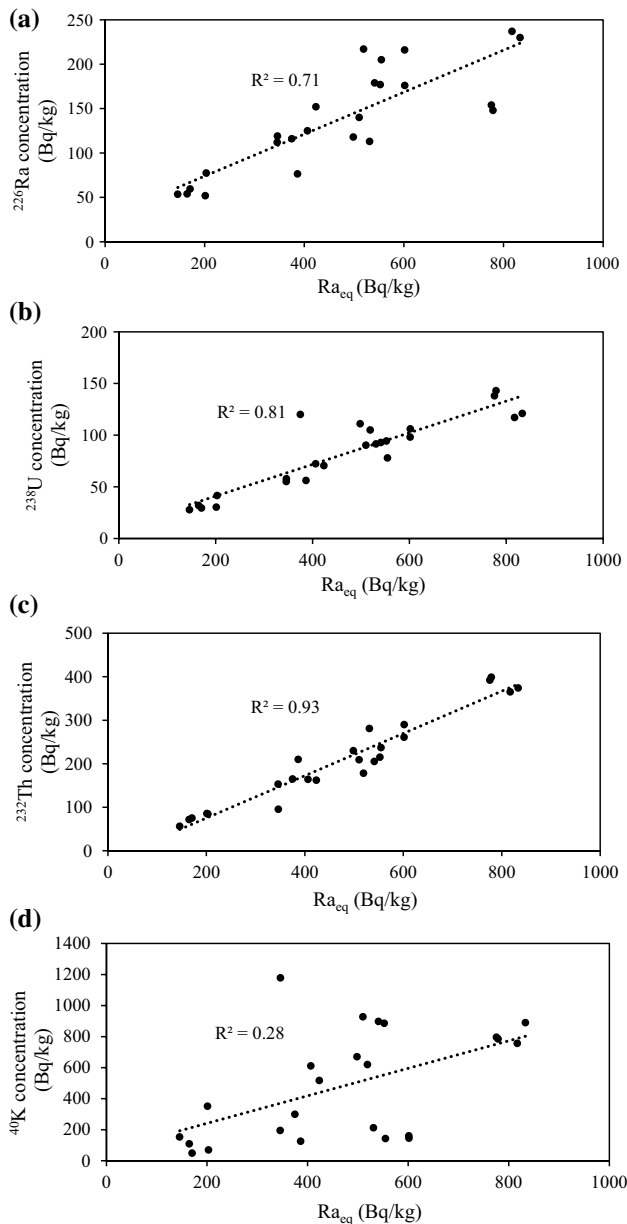 (a)
250
200
150
100
50
0
R² = 0.71
²²⁶Ra concentration
(Bq/kg)
0 200 400 600 800 1000
Raeq (Bq/kg)
(b)
200
150
100
50
0
R² = 0.81
²³⁸U concentration
(Bq/kg)
0 200 400 600 800 1000
Raeq (Bq/kg)
(c)
500
400
300
200
100
0
R² = 0.93
²³²Th concentration
(Bq/kg)
0 200 400 600 800 1000
Raeq (Bq/kg)
(d)
1400
1200
1000
800
600
400
200
0
R² = 0.28
⁴⁰K concentration
(Bq/kg)
0 200 400 600 800 1000
Raeq (Bq/kg)